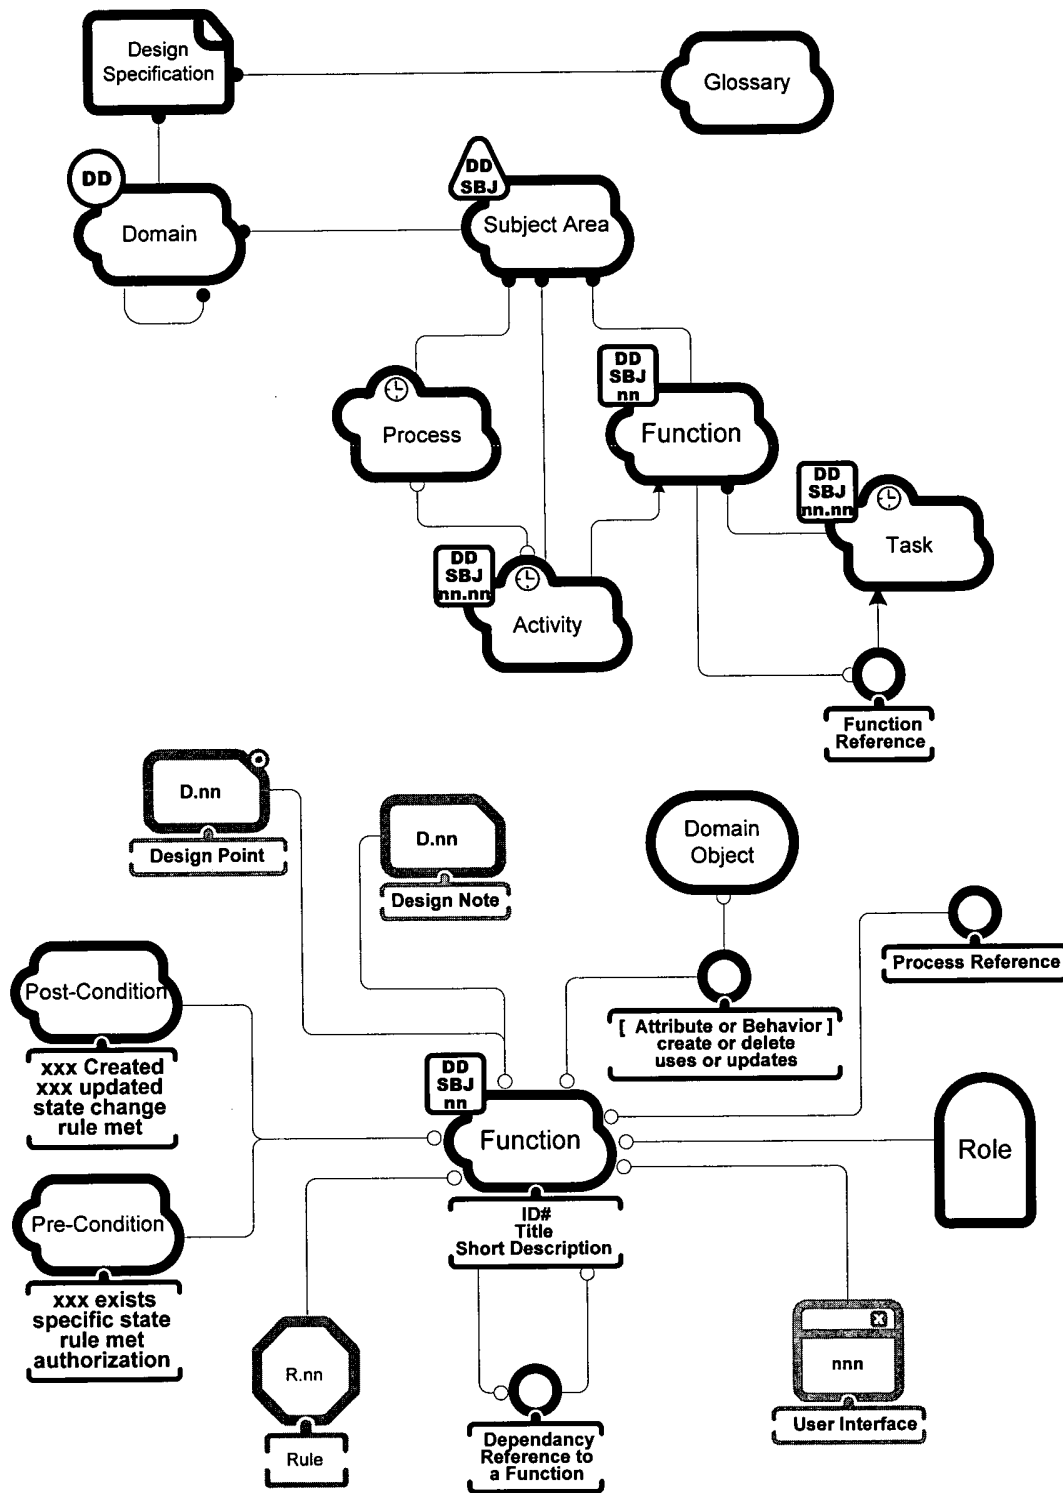 Design
Specification
Glossary
DD
Domain
DD
SBJ
Subject Area
Process
DD
SBJ
nn
Function
DD
SBJ
nn.nn
Task
DD
SBJ
nn.nn
Activity
Function
Reference
D.nn
Design Point
D.nn
Design Note
Domain
Object
[ Attribute or Behavior ]
create or delete
uses or updates
Process Reference
Post-Condition
xxx Created
xxx updated
state change
rule met
DD
SBJ
nn
Function
ID#
Title
Short Description
Role
Pre-Condition
xxx exists
specific state
rule met
authorization
R.nn
Rule
Dependancy
Reference to
a Function
x
nnn
User Interface